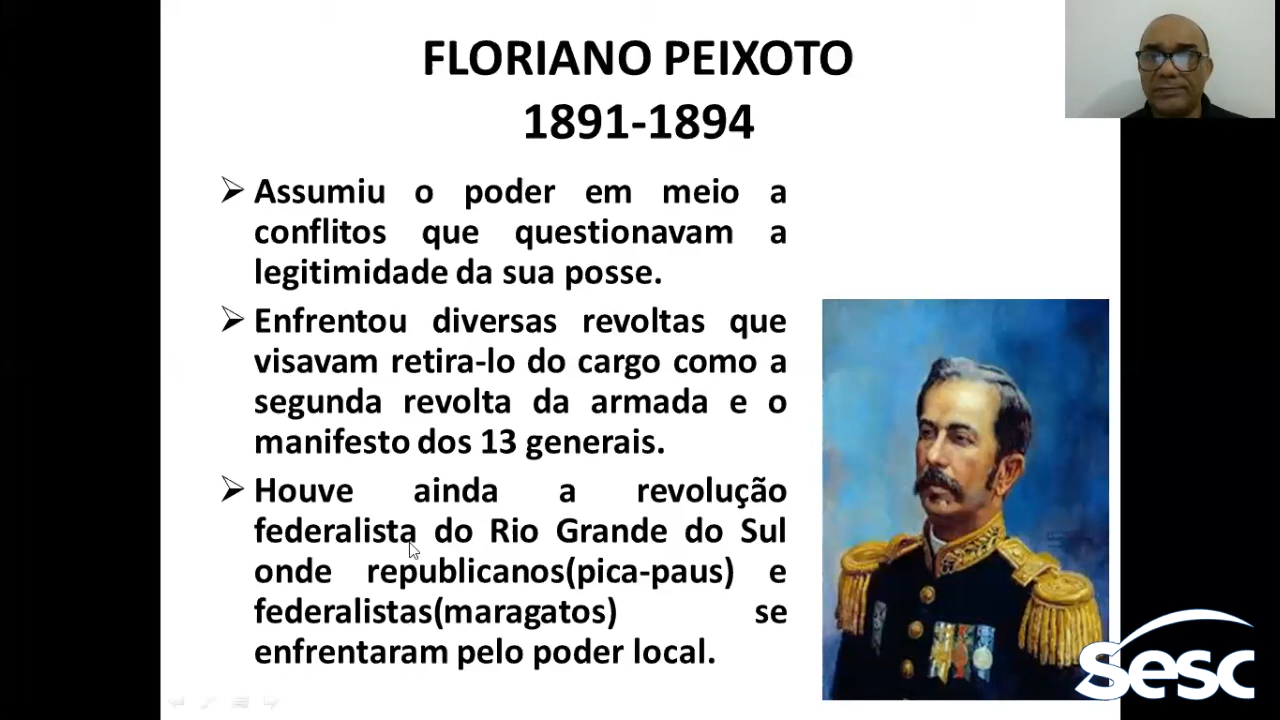 FLORIANO PEIXOTO
1891-1894
Assumiu o poder em meio a
conflitos que questionavam a
legitimidade da sua posse.
Enfrentou diversas revoltas que
visavam retira-lo do cargo como a
segunda revolta da armada e o
manifesto dos 13 generais.
Houve ainda a revolução
federalista do Rio Grande do Sul
onde republicanos(pica-paus) e
federalistas(maragatos) se
enfrentaram pelo poder local.
Sesc